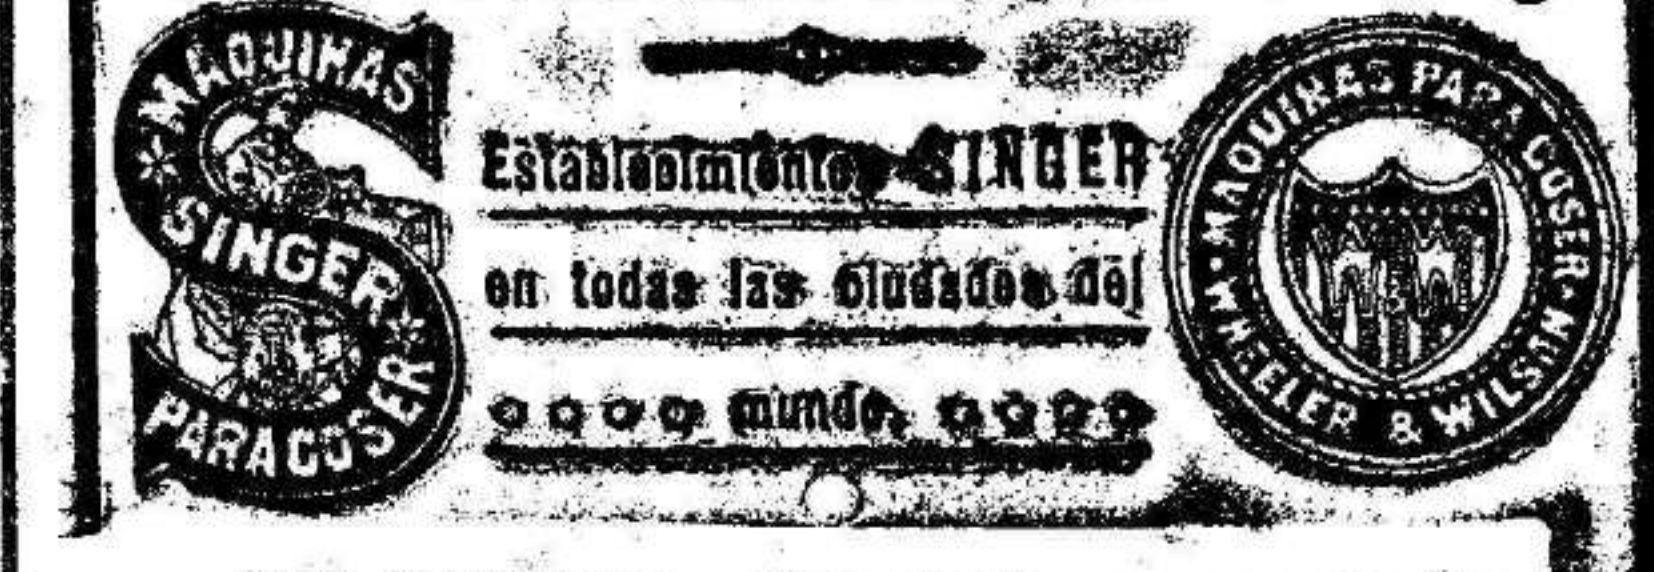 MAQUINAS
SINGER
PARA COSER
Establecimientos SINGER
en todas las ciudades del
mundo.
MAQUINAS PARA COSER
WHEELER & WILSON